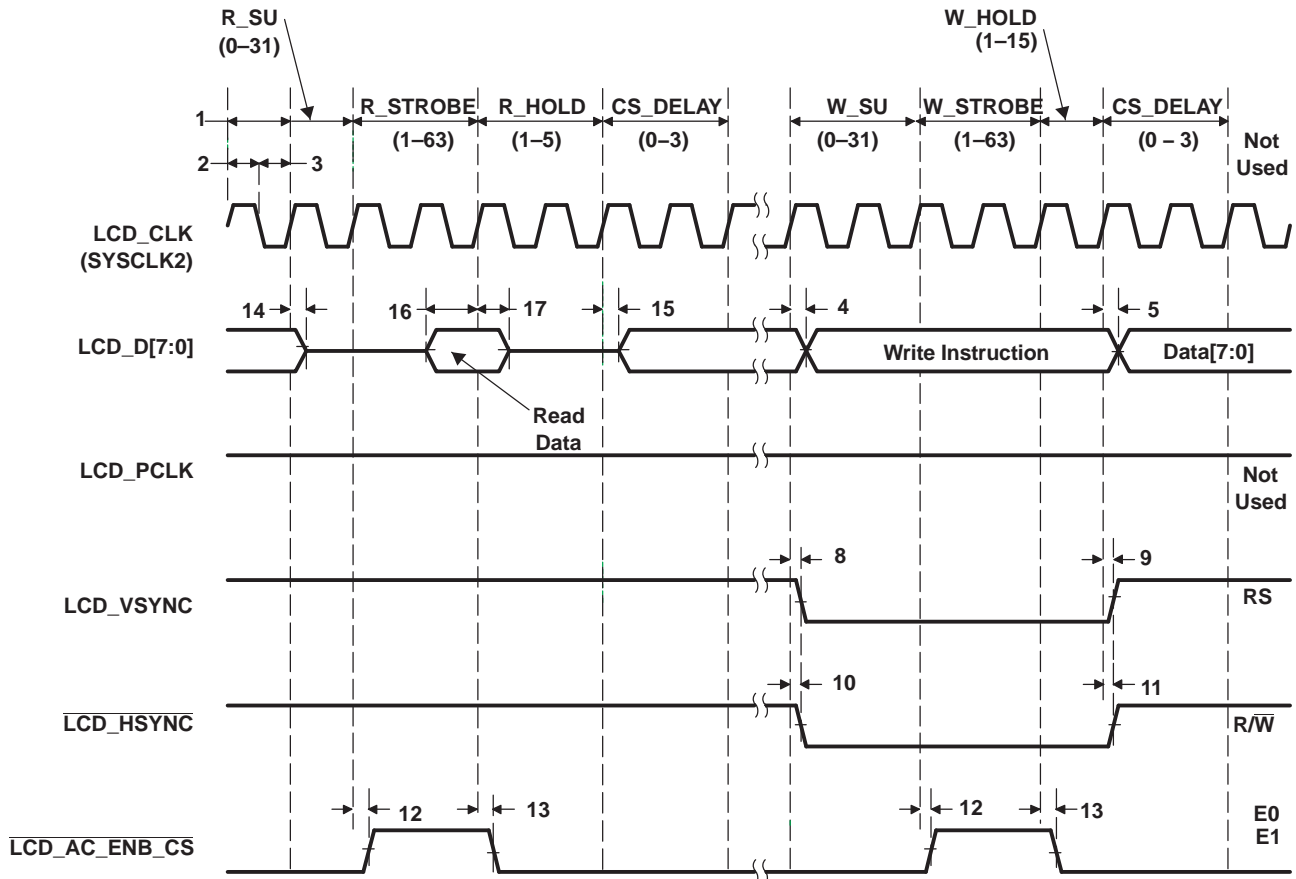 R_SU
(0–31)
W_HOLD
(1–15)
R_STROBE R_HOLD CS_DELAY W_SU W_STROBE CS_DELAY
1
(1–63) (1–5) (0–3) (0–31) (1–63) (0 – 3)
Not
Used
2 3
LCD_CLK
(SYSCLK2)
14 16 17 15 4 5
LCD_D[7:0] Write Instruction Data[7:0]
Read
Data
LCD_PCLK
Not
Used
8 9
LCD_VSYNC RS
10 11
LCD_HSYNC R/W
12 13 12 13
E0
E1
LCD_AC_ENB_CS